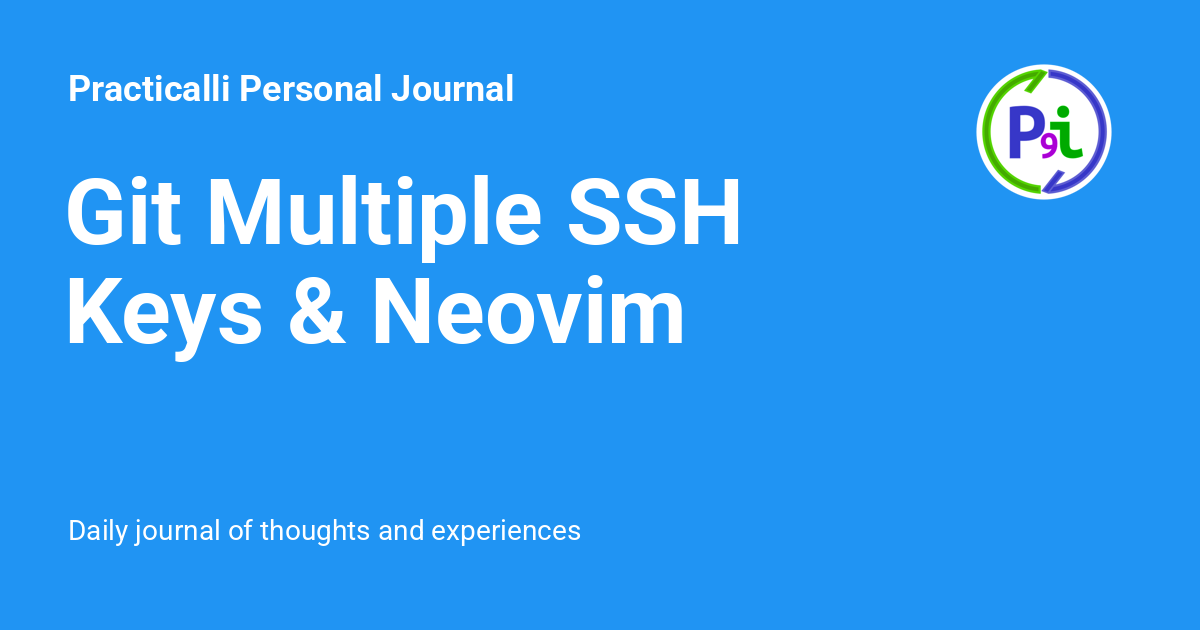 Practicalli Personal Journal
P9i
Git Multiple SSH
Keys & Neovim
Daily journal of thoughts and experiences